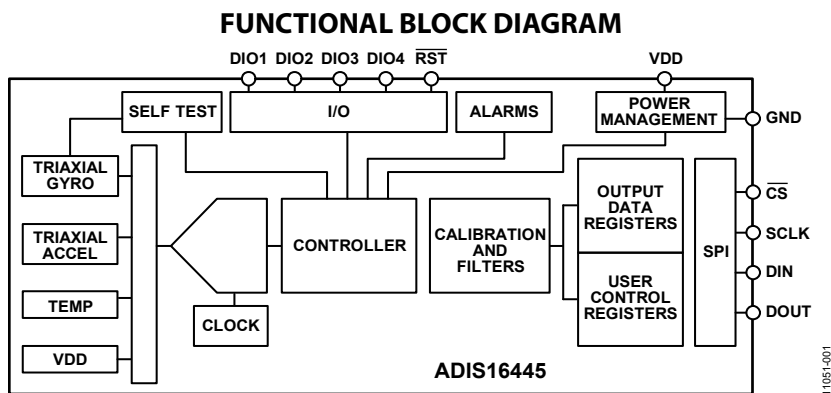 FUNCTIONAL BLOCK DIAGRAM
DIO1 DIO2 DIO3 DIO4 RST VDD
SELF TEST
I/O
ALARMS
POWER
MANAGEMENT
GND
TRIAXIAL
GYRO
TRIAXIAL
ACCEL
TEMP
VDD
CLOCK
CONTROLLER
CALIBRATION
AND
FILTERS
OUTPUT
DATA
REGISTERS
USER
CONTROL
REGISTERS
SPI
CS
SCLK
DIN
DOUT
ADIS16445
11051-001